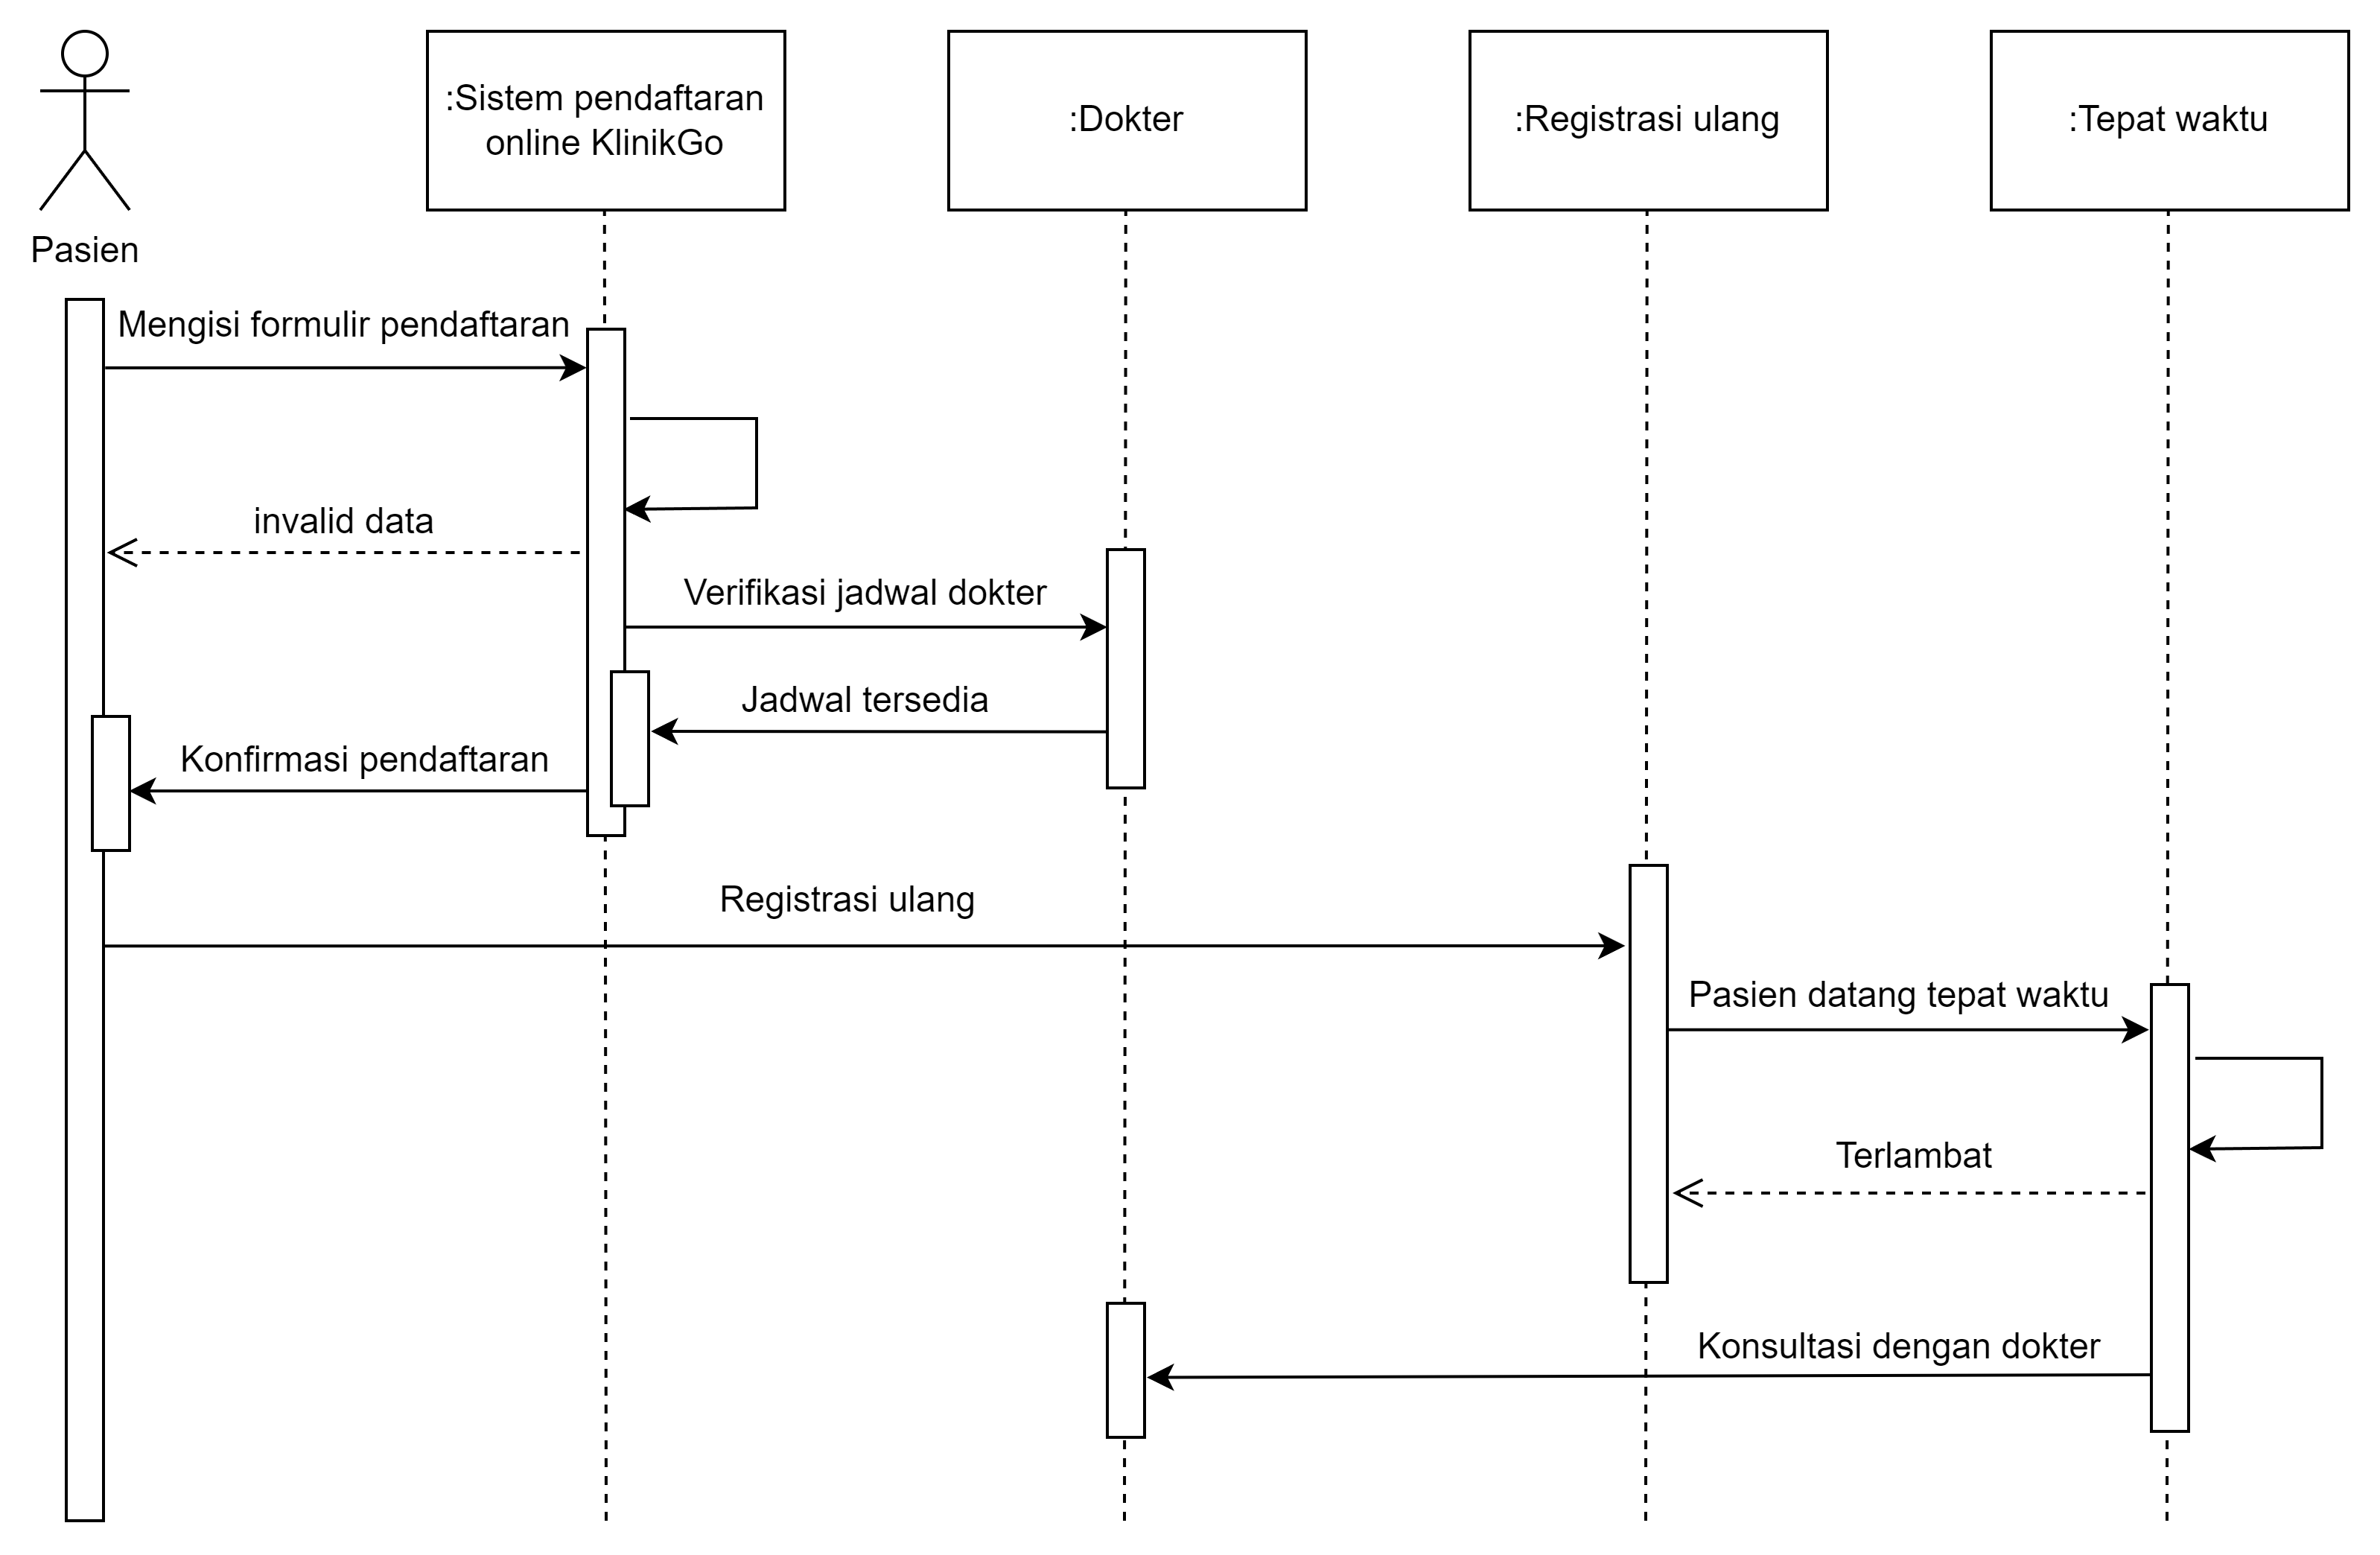 :Sistem pendaftaran
online KlinikGo
:Dokter
:Registrasi ulang
:Tepat waktu
Pasien
Mengisi formulir pendaftaran
invalid data
Verifikasi jadwal dokter
Jadwal tersedia
Konfirmasi pendaftaran
Registrasi ulang
Pasien datang tepat waktu
Terlambat
Konsultasi dengan dokter